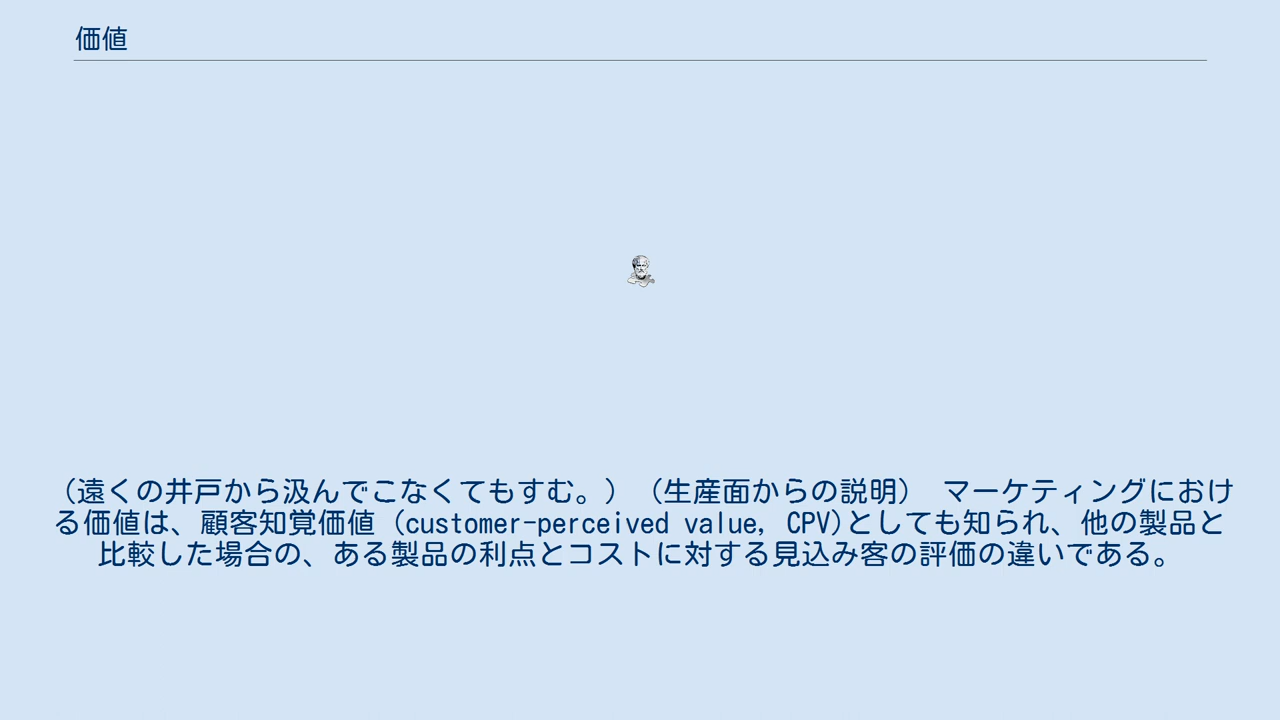 価値
（遠くの井戸から汲んでこなくてもすむ。）（生産面からの説明） マーケティングにおけ
る価値は、顧客知覚価値 (customer-perceived value, CPV)としても知られ、他の製品と
比較した場合の、ある製品の利点とコストに対する見込み客の評価の違いである。